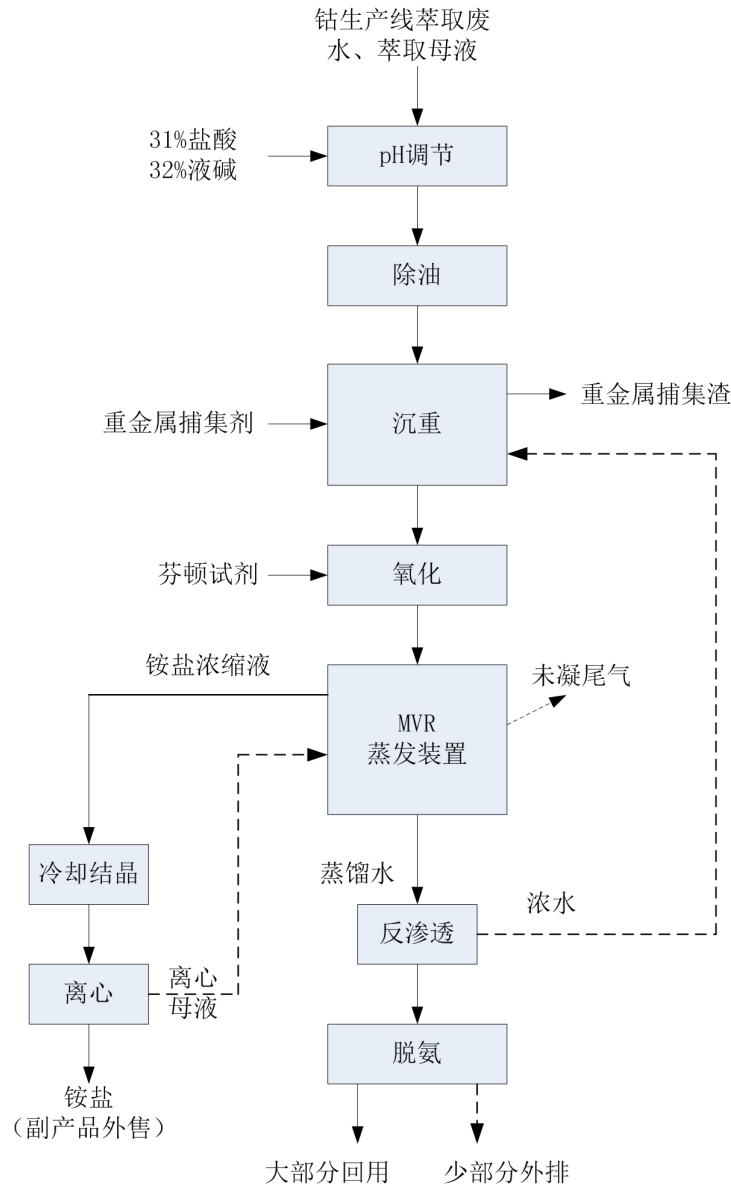 钴生产线萃取废
水、萃取母液
31%盐酸
32%液碱
pH调节
除油
重金属捕集剂
沉重
重金属捕集渣
芬顿试剂
氧化
铵盐浓缩液
未凝尾气
MVR
蒸发装置
冷却结晶
蒸馏水
浓水
反渗透
离心
离心
母液
脱氨
铵盐
（副产品外售）
大部分回用
少部分外排